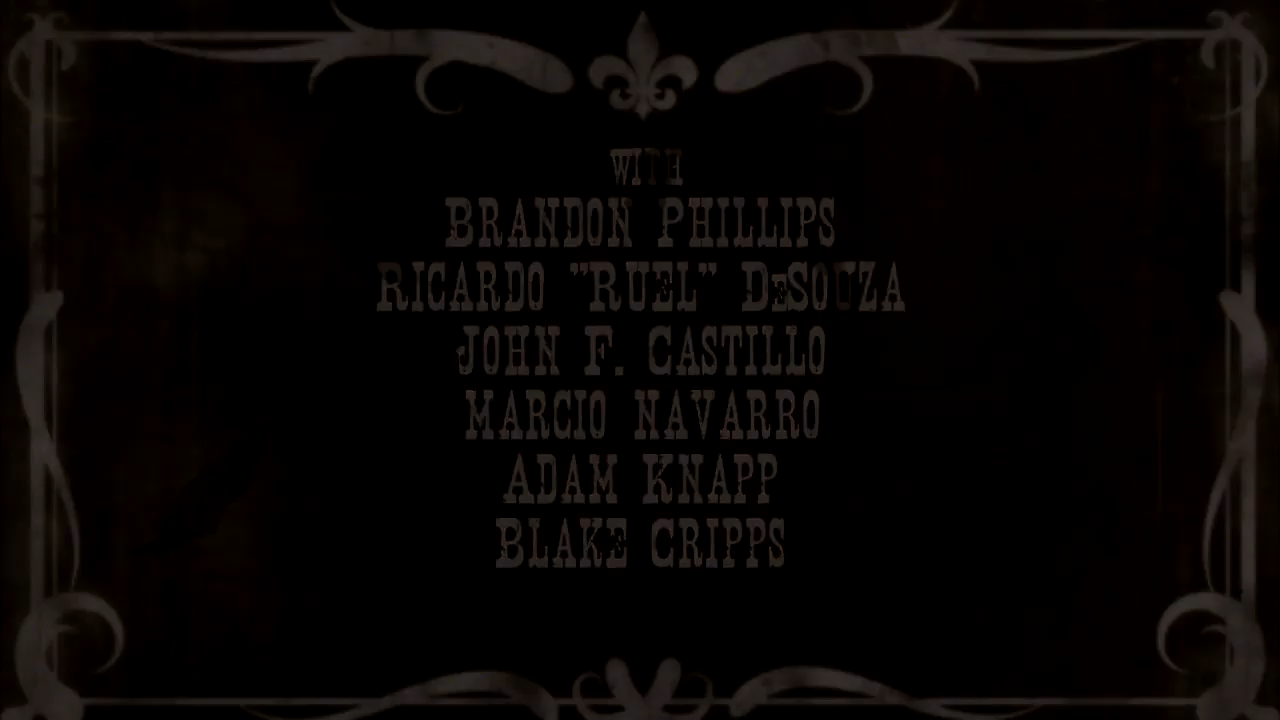 WITH
BRANDON PHILLIPS
RICARDO "RUEL" DESOUZA
JOHN F. CASTILLO
MARCIO NAVARRO
ADAM KNAPP
BLAKE CRIPPS